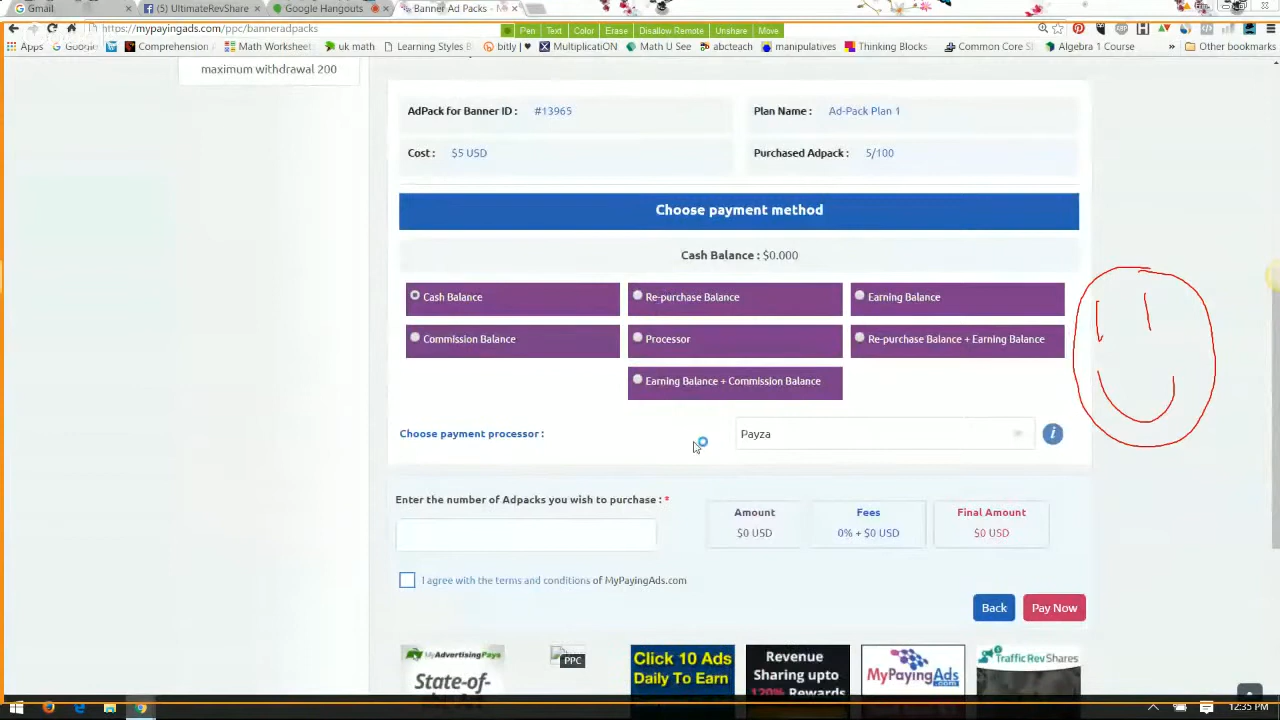 Gmail
UltimateRevShare
Google Hangouts
Banner Ad Packs -
https://mypayingads.com/ppc/banneradpacks
Pen Text Color Erase Disallow Remote Unshare Move
Apps Google Comprehension Math Worksheet uk math Learning Styles B bitly MultiplicatiON Math U See abcteach manipulatives Thinking Blocks Common Core Algebra 1 Course » Other bookmarks
maximum withdrawal 200
AdPack for Banner ID : #13965
Plan Name : Ad-Pack Plan 1
Cost : $5 USD
Purchased Adpack : 5/100
Choose payment method
Cash Balance : $0.000
Cash Balance
Re-purchase Balance
Earning Balance
Commission Balance
Processor
Re-purchase Balance + Earning Balance
Earning Balance + Commission Balance
Choose payment processor :
Payza
i
Enter the number of Adpacks you wish to purchase : *
Amount
$0 USD
Fees
0% + $0 USD
Final Amount
$0 USD
I agree with the terms and conditions of MyPayingAds.com
Back
Pay Now
MyAdvertisingPays
State-of-
PPC
Click 10 Ads
Daily To Earn
Revenue
Sharing upto
120% Rewards
MyPayingAds
.com
TrafficRevShares
12:35 PM